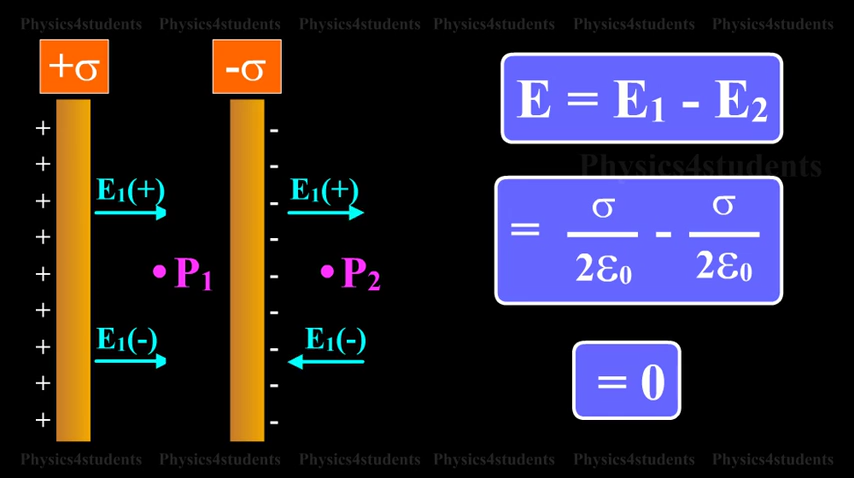 Physics4students Physics4students Physics4students Physics4students Physics4students Physics4students
+σ -σ
E = E₁ - E₂
Physics4students
+ -
+ -
+ E₁(+) - E₁(+)
+ -
= σ/2ε₀ - σ/2ε₀
+ • P₁ - • P₂
+ -
+ E₁(-) - E₁(-)
+ -
= 0
+ -
Physics4students Physics4students Physics4students Physics4students Physics4students Physics4students